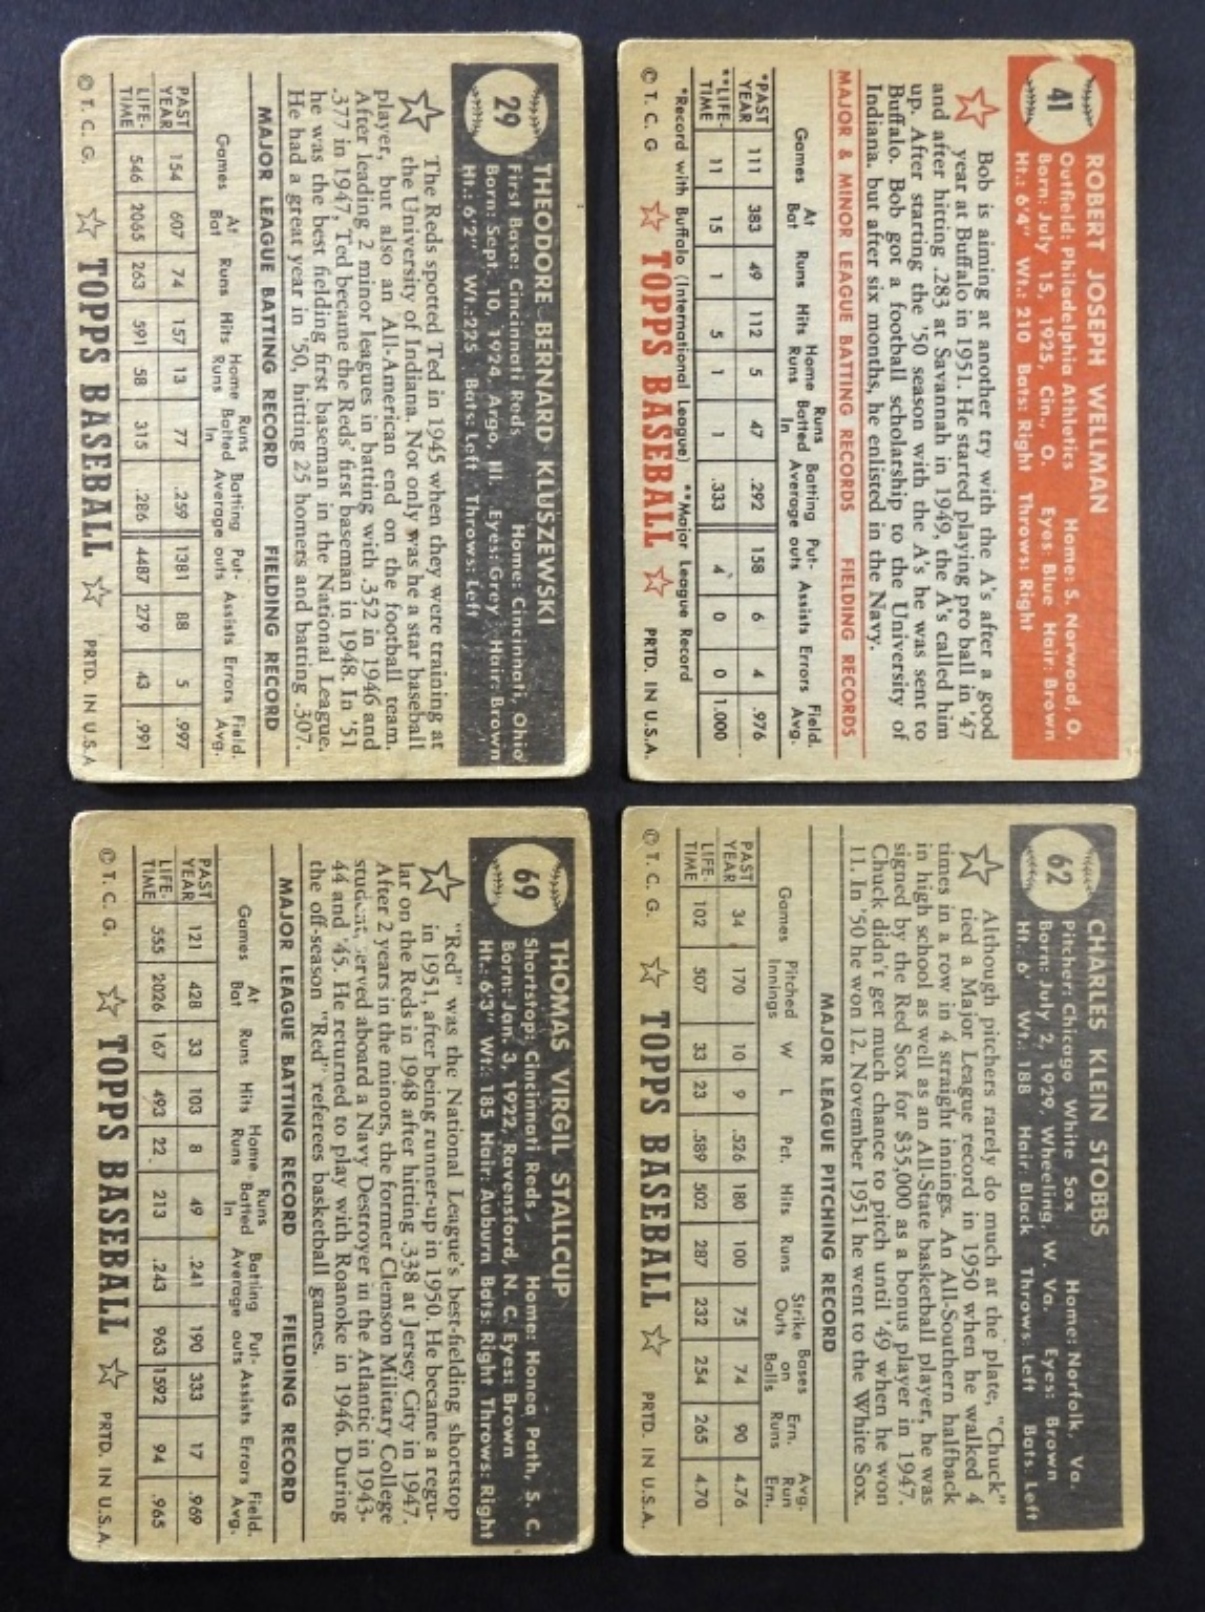 41
ROBERT JOSEPH WELLMAN
Outfield: Philadelphia Athletics Home: S. Norwood, O.
Born: July 15, 1925, Cin., O. Eyes: Blue Hair: Brown
Ht.: 6'4" Wt.: 210 Bats: Right Throws: Right
Bob is aiming at another try with the A's after a good
year at Buffalo in 1951. He started playing pro ball in '47
and after hitting .283 at Savannah in 1949, the A's called him
up. After starting the '50 season with the A's he was sent to
Buffalo. Bob got a football scholarship to the University of
Indiana. but after six months, he enlisted in the Navy.
MAJOR & MINOR LEAGUE BATTING RECORDS FIELDING RECORDS
Games At Bat Runs Hits Home Runs Runs Batted In Batting Average Put-outs Assists Errors Field. Avg.
*PAST YEAR 111 383 49 112 5 47 .292 158 6 4 .976
**LIFE-TIME 11 15 1 5 1 1 .333 4 0 0 1.000
*Record with Buffalo (International League) **Major League Record
© T. C. G TOPPS BASEBALL PRTD. IN U.S.A.
62
CHARLES KLEIN STOBBS
Pitcher: Chicago White Sox Home: Norfolk, Va.
Born: July 2, 1929, Wheeling, W. Va. Eyes: Brown
Ht.: 6' Wt.: 188 Hair: Black Throws: Left Bats: Left
Although pitchers rarely do much at the plate, "Chuck"
tied a Major League record in 1950 when he walked 4
times in a row in 4 straight innings. An All-Southern halfback
in high school as well as an All-State basketball player, he was
signed by the Red Sox for $35,000 as a bonus player in 1947.
Chuck didn't get much chance to pitch until '49 when he won
11. In '50 he won 12. November 1951 he went to the White Sox.
MAJOR LEAGUE PITCHING RECORD
Games Pitched Innings W L Pct. Hits Runs Strike Outs Bases on Balls Ern. Runs Avg. Run Ern.
PAST YEAR 34 170 10 9 .526 180 100 75 74 90 4.76
LIFE-TIME 102 507 33 23 .589 502 287 232 254 265 4.70
© T. C. G. TOPPS BASEBALL PRTD. IN U.S.A.
29
THEODORE BERNARD KLUSZEWSKI
First Base: Cincinnati Reds Home: Cincinnati, Ohio
Born: Sept. 10, 1924, Argo, Ill. Eyes: Grey Hair: Brown
Ht.: 6'2" Wt.: 225 Bats: Left Throws: Left
The Reds spotted Ted in 1945 when they were training at
the University of Indiana. Not only was he a star baseball
player, but also an All-American end on the football team.
After leading 2 minor leagues in batting with .352 in 1946 and
.377 in 1947, Ted became the Reds' first baseman in 1948. In '51
he was the best fielding first baseman in the National League.
He had a great year in '50, hitting 25 homers and batting .307.
MAJOR LEAGUE BATTING RECORD FIELDING RECORD
Games At Bat Runs Hits Home Runs Runs Batted In Batting Average Put-outs Assists Errors Field. Avg.
PAST YEAR 154 607 74 157 13 77 .259 1381 88 5 .997
LIFE-TIME 546 2065 263 591 58 313 .286 4487 279 43 .991
© T. C. G. TOPPS BASEBALL PRTD. IN U.S.A
69
THOMAS VIRGIL STALLCUP
Shortstop: Cincinnati Reds Home: Honea Path, S. C.
Born: Jan. 3, 1922, Ravensford, N. C. Eyes: Brown
Ht.: 6'3" Wt.: 185 Hair: Auburn Bats: Right Throws: Right
"Red" was the National League's best-fielding shortstop
in 1951, after being runner-up in 1950. He became a regu-
lar on the Reds in 1948 after hitting .338 at Jersey City in 1947.
After 2 years in the minors, the former Clemson Military College
student, served aboard a Navy Destroyer in the Atlantic in 1943-
44 and '45. He returned to play with Roanoke in 1946. During
the off-season "Red" referees basketball games.
MAJOR LEAGUE BATTING RECORD FIELDING RECORD
Games At Bat Runs Hits Home Runs Runs Batted In Batting Average Put-outs Assists Errors Field. Avg.
PAST YEAR 121 428 33 103 8 49 .241 190 333 17 .969
LIFE-TIME 555 2026 167 493 22 213 .243 963 1592 94 .965
© T. C. G. TOPPS BASEBALL PRTD. IN U.S.A.